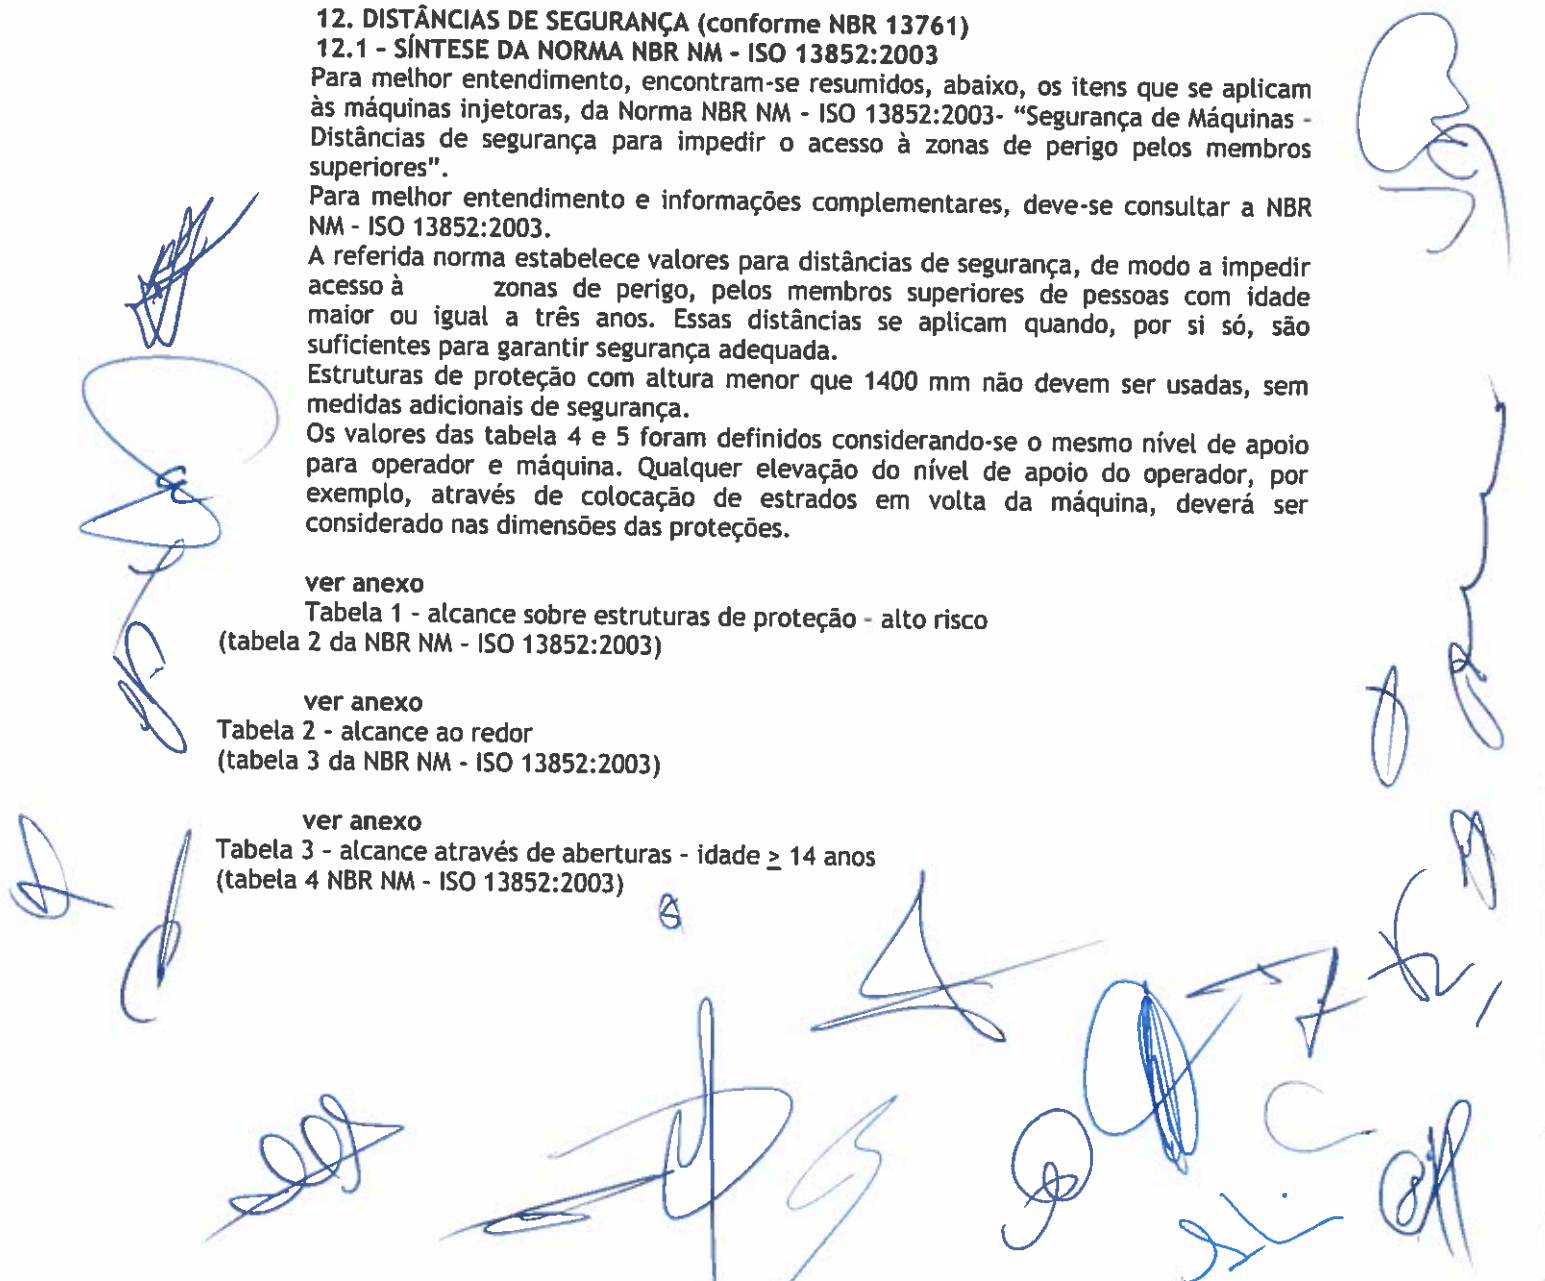 12. DISTÂNCIAS DE SEGURANÇA (conforme NBR 13761)
12.1 - SÍNTESE DA NORMA NBR NM - ISO 13852:2003
Para melhor entendimento, encontram-se resumidos, abaixo, os itens que se aplicam
às máquinas injetoras, da Norma NBR NM - ISO 13852:2003- “Segurança de Máquinas -
Distâncias de segurança para impedir o acesso à zonas de perigo pelos membros
superiores".
Para melhor entendimento e informações complementares, deve-se consultar a NBR
NM - ISO 13852:2003.
A referida norma estabelece valores para distâncias de segurança, de modo a impedir
acesso à zonas de perigo, pelos membros superiores de pessoas com idade
maior ou igual a três anos. Essas distâncias se aplicam quando, por si só, são
suficientes para garantir segurança adequada.
Estruturas de proteção com altura menor que 1400 mm não devem ser usadas, sem
medidas adicionais de segurança.
Os valores das tabela 4 e 5 foram definidos considerando-se o mesmo nível de apoio
para operador e máquina. Qualquer elevação do nível de apoio do operador, por
exemplo, através de colocação de estrados em volta da máquina, deverá ser
considerado nas dimensões das proteções.
ver anexo
Tabela 1 - alcance sobre estruturas de proteção - alto risco
(tabela 2 da NBR NM - ISO 13852:2003)
ver anexo
Tabela 2 - alcance ao redor
(tabela 3 da NBR NM - ISO 13852:2003)
ver anexo
Tabela 3 - alcance através de aberturas - idade ≥ 14 anos
(tabela 4 NBR NM - ISO 13852:2003)